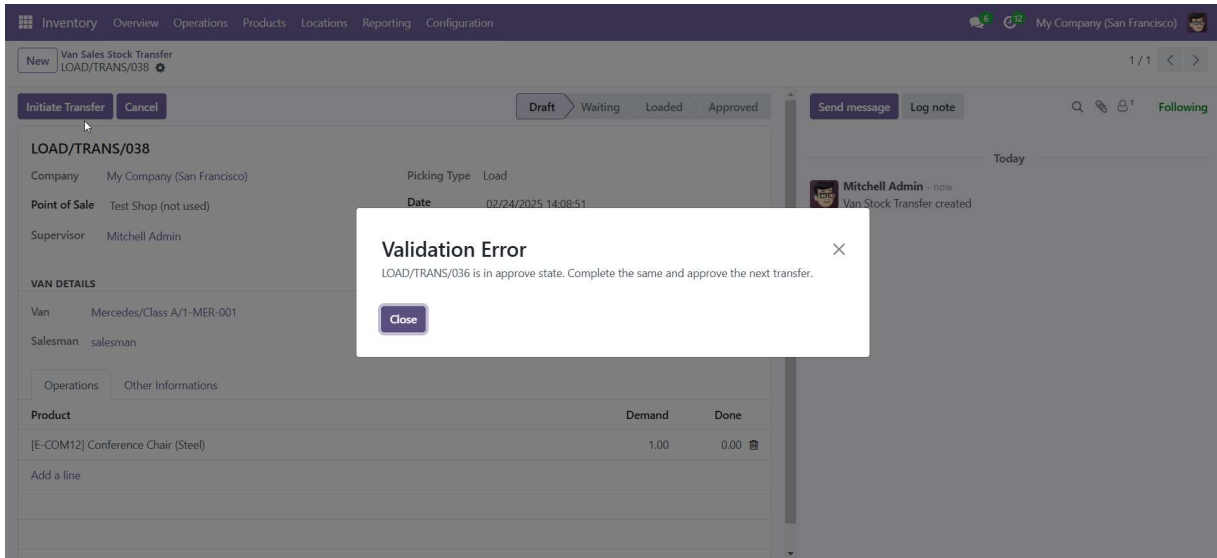 Inventory Overview Operations Products Locations Reporting Configuration 6 12 My Company (San Francisco)
New Van Sales Stock Transfer
LOAD/TRANS/038
1 / 1
Initiate Transfer Cancel Draft Waiting Loaded Approved
Send message Log note 1 Following
LOAD/TRANS/038
Company My Company (San Francisco) Picking Type Load
Point of Sale Test Shop (not used) Date 02/24/2025 14:08:51
Supervisor Mitchell Admin
Today
Mitchell Admin - now
Van Stock Transfer created
Validation Error
LOAD/TRANS/036 is in approve state. Complete the same and approve the next transfer.
Close
VAN DETAILS
Van Mercedes/Class A/1-MER-001
Salesman salesman
Operations Other Informations
Product Demand Done
[E-COM12] Conference Chair (Steel) 1.00 0.00
Add a line